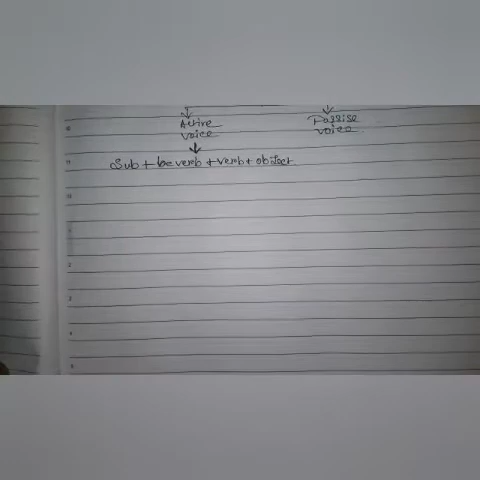 Active Passive
voice voice
Sub + be verb + verb + object